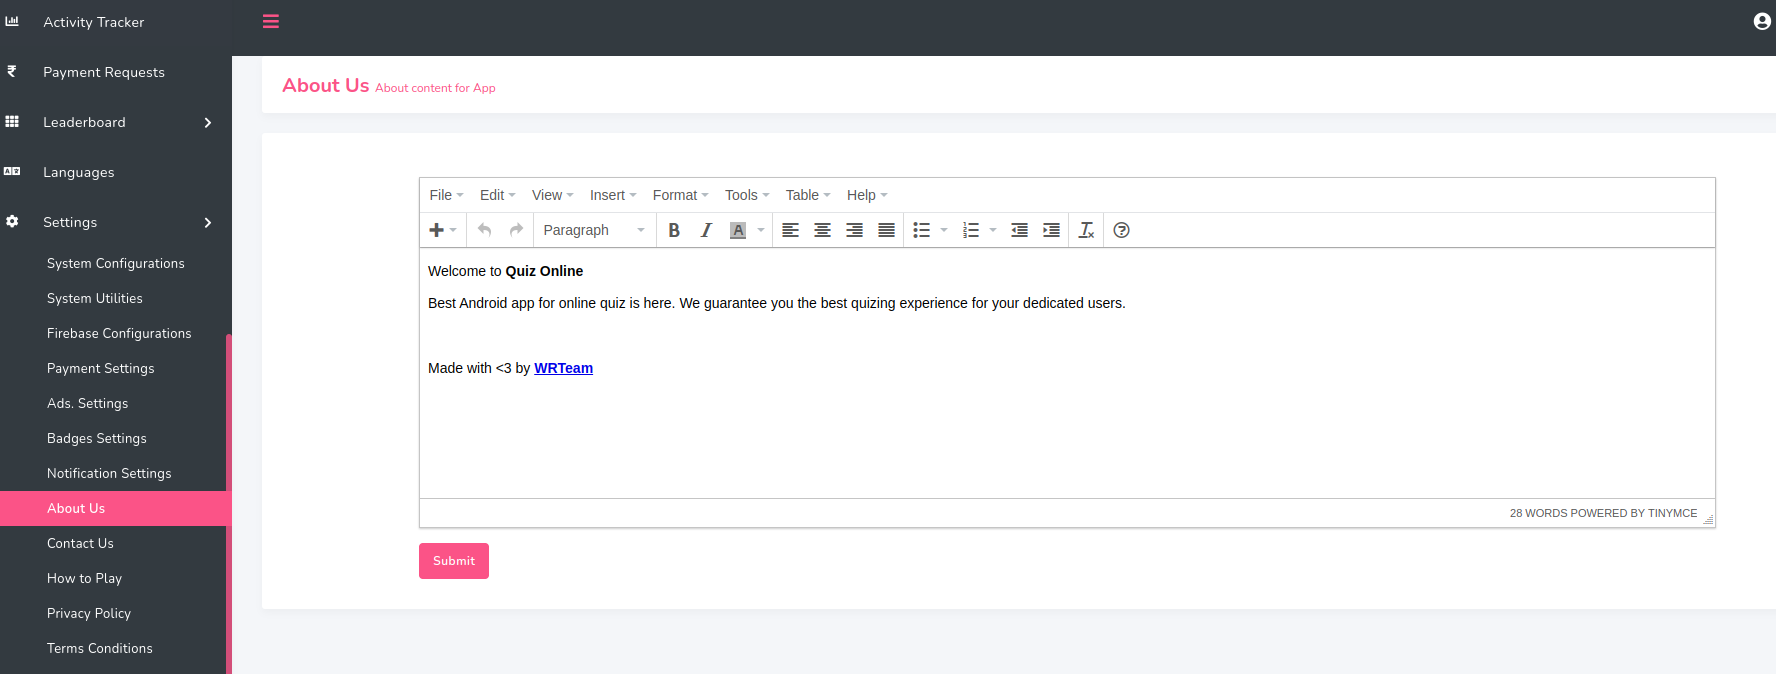 Activity Tracker
Payment Requests
Leaderboard
Languages
Settings
System Configurations
System Utilities
Firebase Configurations
Payment Settings
Ads. Settings
Badges Settings
Notification Settings
About Us
Contact Us
How to Play
Privacy Policy
Terms Conditions
About Us About content for App
File Edit View Insert Format Tools Table Help
Paragraph B I A
Welcome to Quiz Online
Best Android app for online quiz is here. We guarantee you the best quizing experience for your dedicated users.
Made with <3 by WRTeam
28 WORDS POWERED BY TINYMCE
Submit